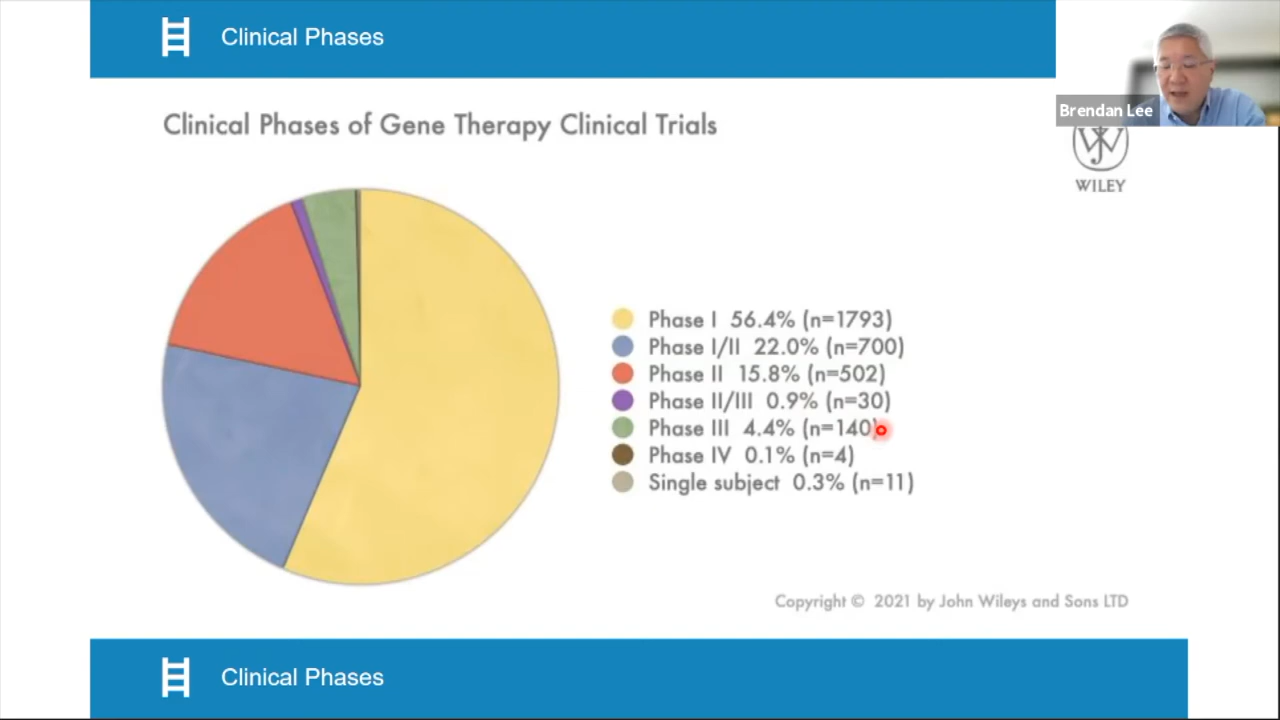 Clinical Phases
Brendan Lee
Clinical Phases of Gene Therapy Clinical Trials
WILEY
Phase I 56.4% (n=1793)
Phase I/II 22.0% (n=700)
Phase II 15.8% (n=502)
Phase II/III 0.9% (n=30)
Phase III 4.4% (n=140)
Phase IV 0.1% (n=4)
Single subject 0.3% (n=11)
Copyright © 2021 by John Wileys and Sons LTD
Clinical Phases